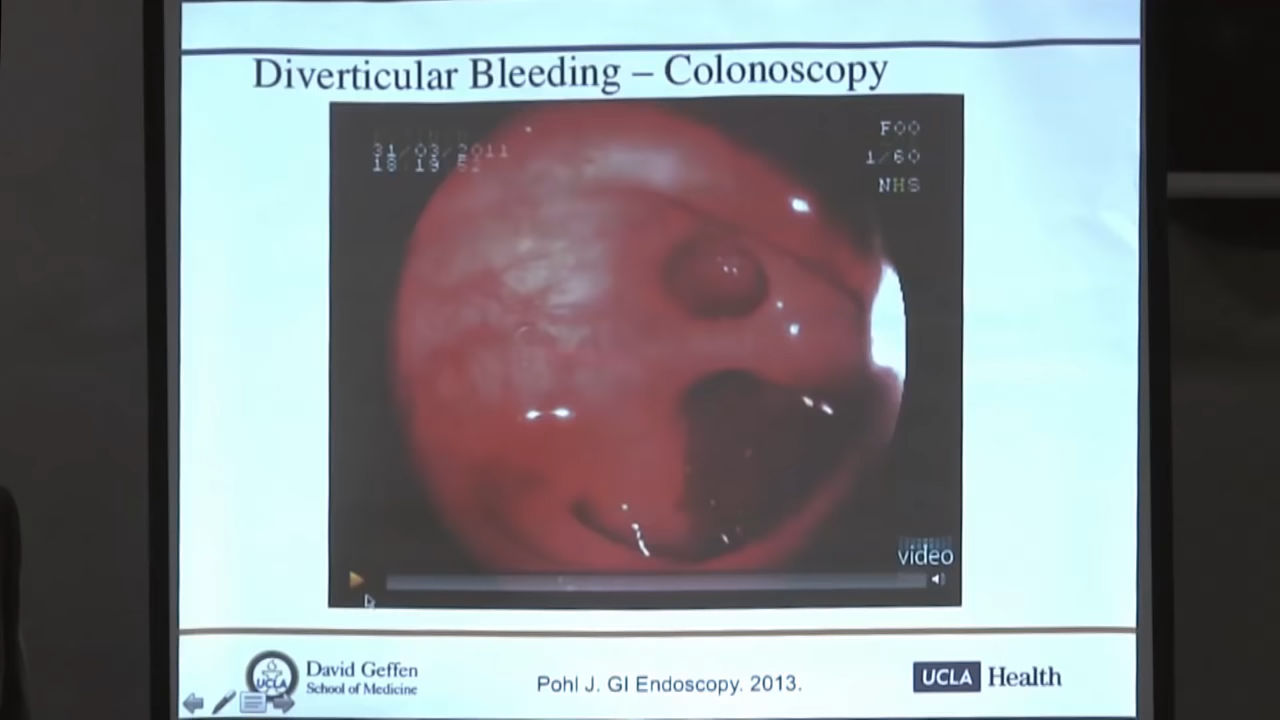 Diverticular Bleeding – Colonoscopy
31/03/2011
18 19
F00
1/60
NHS
video
David Geffen
School of Medicine
UCLA
Pohl J. GI Endoscopy. 2013.
UCLA Health